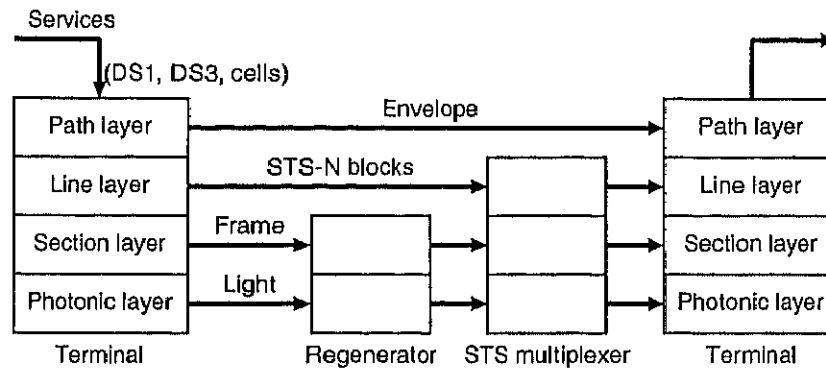 Services
(DS1, DS3, cells)
Envelope
Path layer
Path layer
STS-N blocks
Line layer
Line layer
Frame
Section layer
Section layer
Light
Photonic layer
Photonic layer
Terminal
Regenerator
STS multiplexer
Terminal